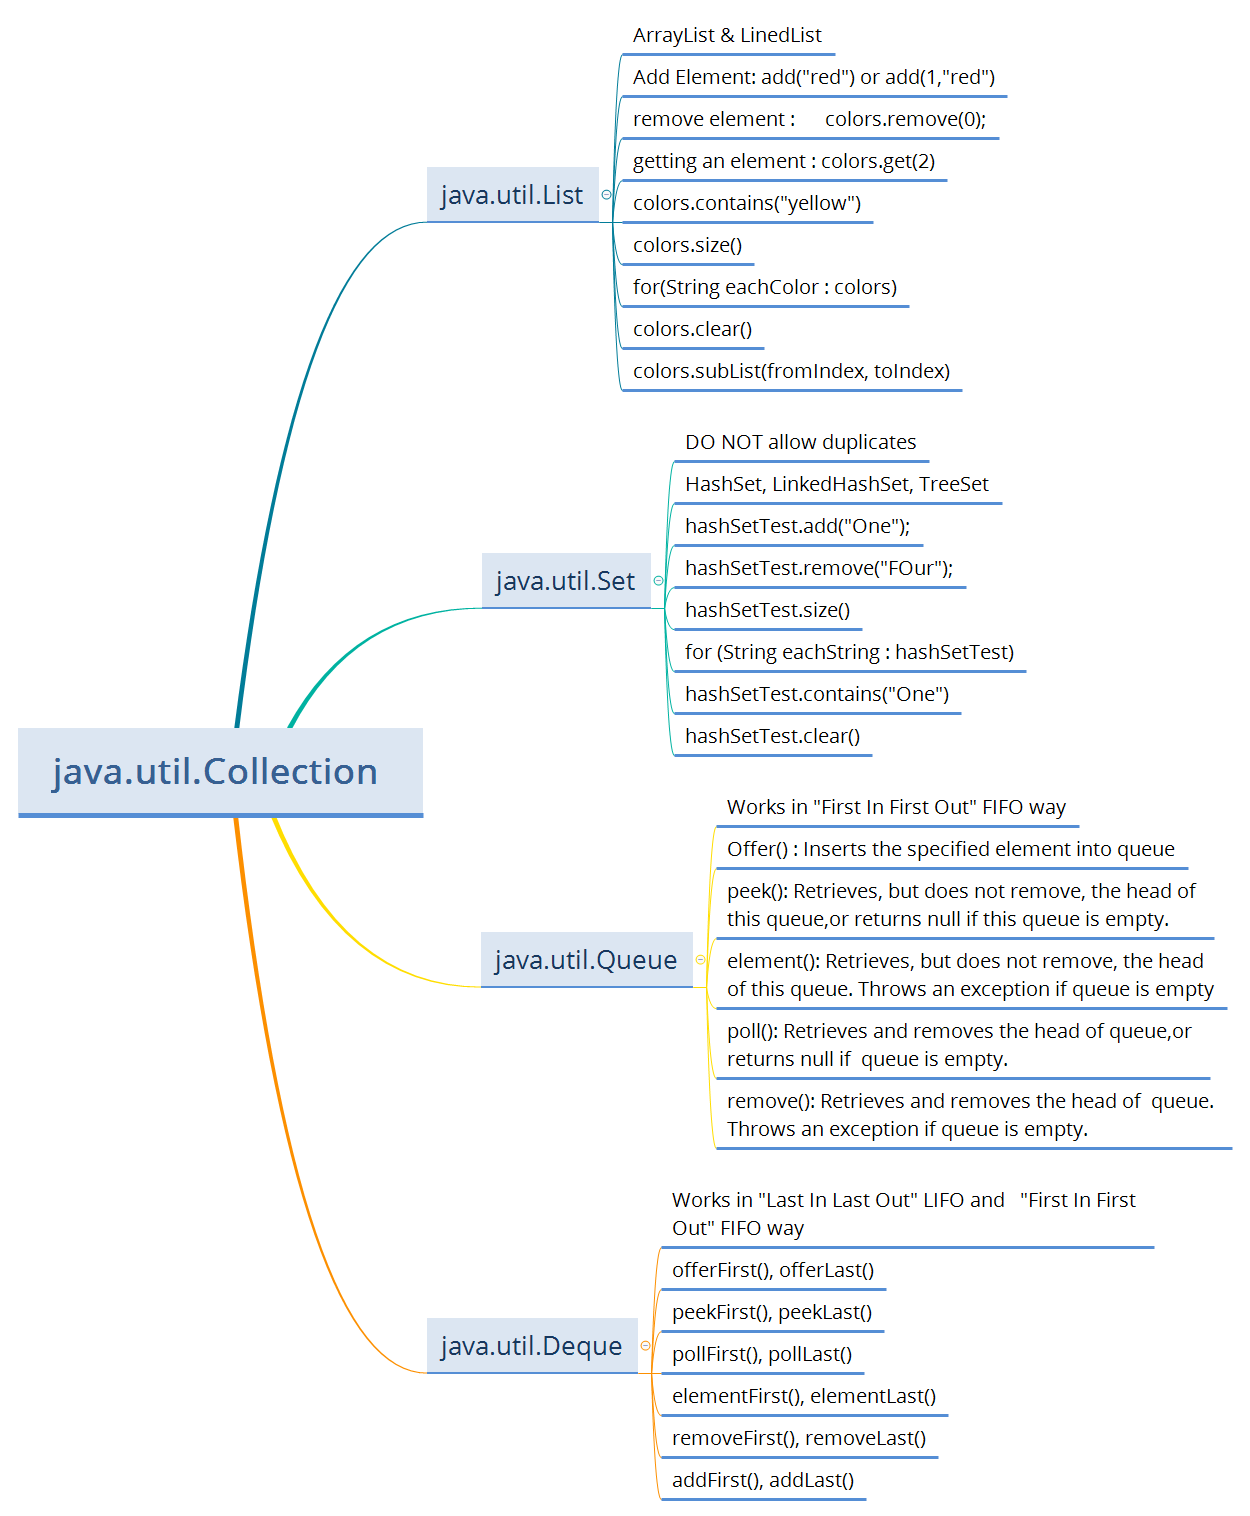 java.util.Collection
java.util.List
ArrayList & LinedList
Add Element: add("red") or add(1,"red")
remove element :      colors.remove(0);
getting an element : colors.get(2)
colors.contains("yellow")
colors.size()
for(String eachColor : colors)
colors.clear()
colors.subList(fromIndex, toIndex)
java.util.Set
DO NOT allow duplicates
HashSet, LinkedHashSet, TreeSet
hashSetTest.add("One");
hashSetTest.remove("FOur");
hashSetTest.size()
for (String eachString : hashSetTest)
hashSetTest.contains("One")
hashSetTest.clear()
java.util.Queue
Works in "First In First Out" FIFO way
Offer() : Inserts the specified element into queue
peek(): Retrieves, but does not remove, the head of
this queue,or returns null if this queue is empty.
element(): Retrieves, but does not remove, the head
of this queue. Throws an exception if queue is empty
poll(): Retrieves and removes the head of queue,or
returns null if  queue is empty.
remove(): Retrieves and removes the head of  queue.
Throws an exception if queue is empty.
java.util.Deque
Works in "Last In Last Out" LIFO and   "First In First
Out" FIFO way
offerFirst(), offerLast()
peekFirst(), peekLast()
pollFirst(), pollLast()
elementFirst(), elementLast()
removeFirst(), removeLast()
addFirst(), addLast()